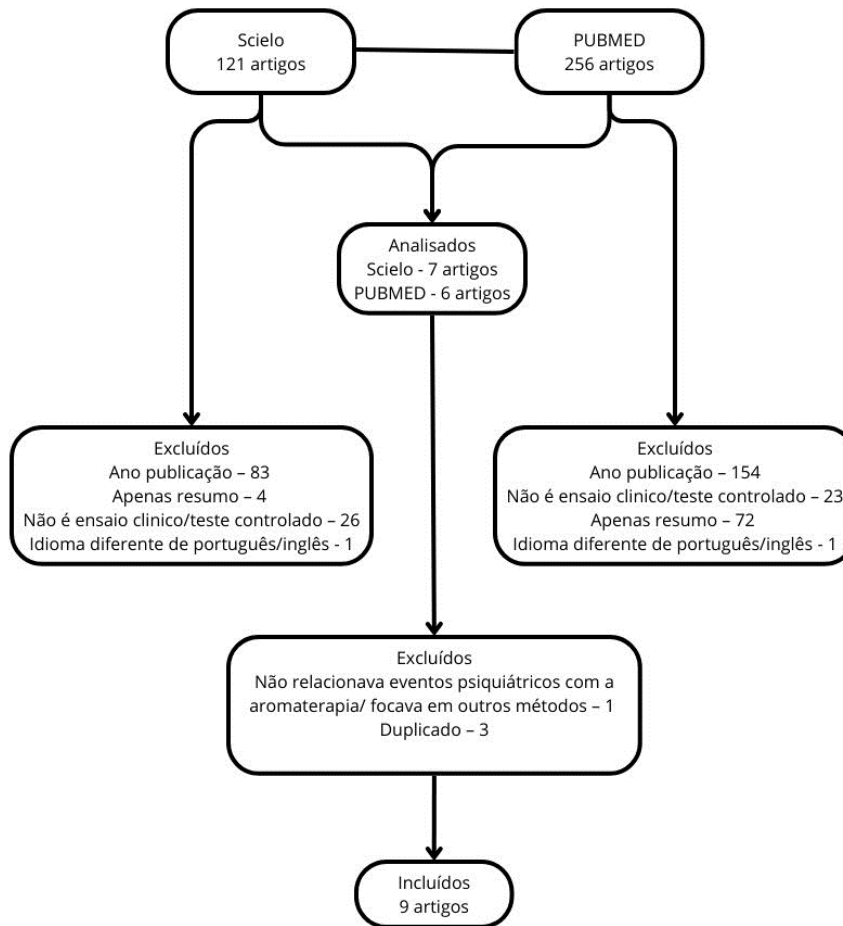 Scielo
121 artigos
PUBMED
256 artigos
Analisados
Scielo - 7 artigos
PUBMED - 6 artigos
Excluídos
Ano publicação – 83
Apenas resumo – 4
Não é ensaio clinico/teste controlado – 26
Idioma diferente de português/inglês - 1
Excluídos
Ano publicação – 154
Não é ensaio clinico/teste controlado – 23
Apenas resumo – 72
Idioma diferente de português/inglês - 1
Excluídos
Não relacionava eventos psiquiátricos com a
aromaterapia/ focava em outros métodos – 1
Duplicado – 3
Incluídos
9 artigos